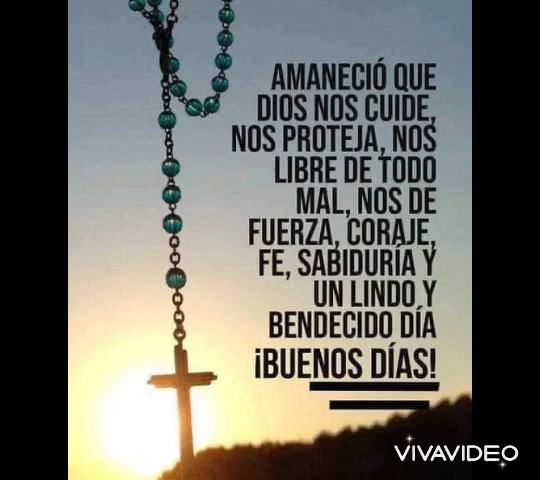 AMANECIÓ QUE
DIOS NOS CUIDE,
NOS PROTEJA, NOS
LIBRE DE TODO
MAL, NOS DE
FUERZA, CORAJE,
FE, SABIDURÍA Y
UN LINDO Y
BENDECIDO DÍA
¡BUENOS DÍAS!
VIVAVIDEO